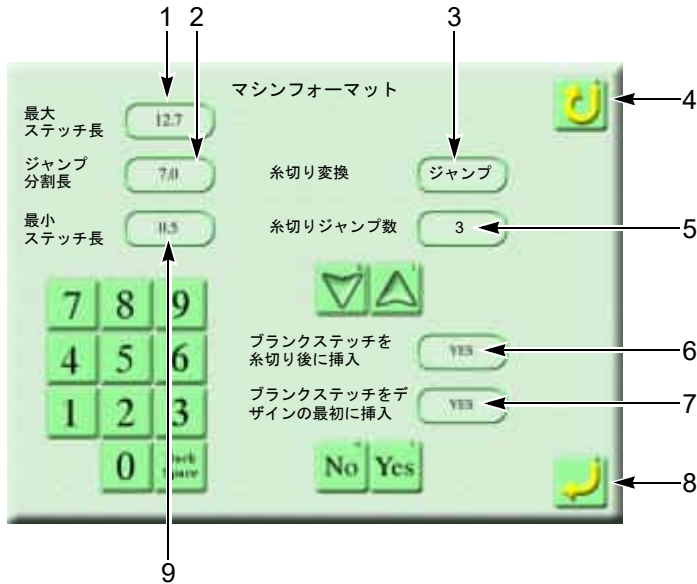 1 2 3
マシンフォーマット
4
最大
ステッチ長
12.7
ジャンプ
分割長
7.0
糸切り変換
ジャンプ
最小
ステッチ長
0.5
糸切りジャンプ数
3
5
7 8 9
4 5 6
1 2 3
0 Back
Space
ブランクステッチを
糸切り後に挿入
YES
6
ブランクステッチをデ
ザインの最初に挿入
YES
7
No Yes
8
9